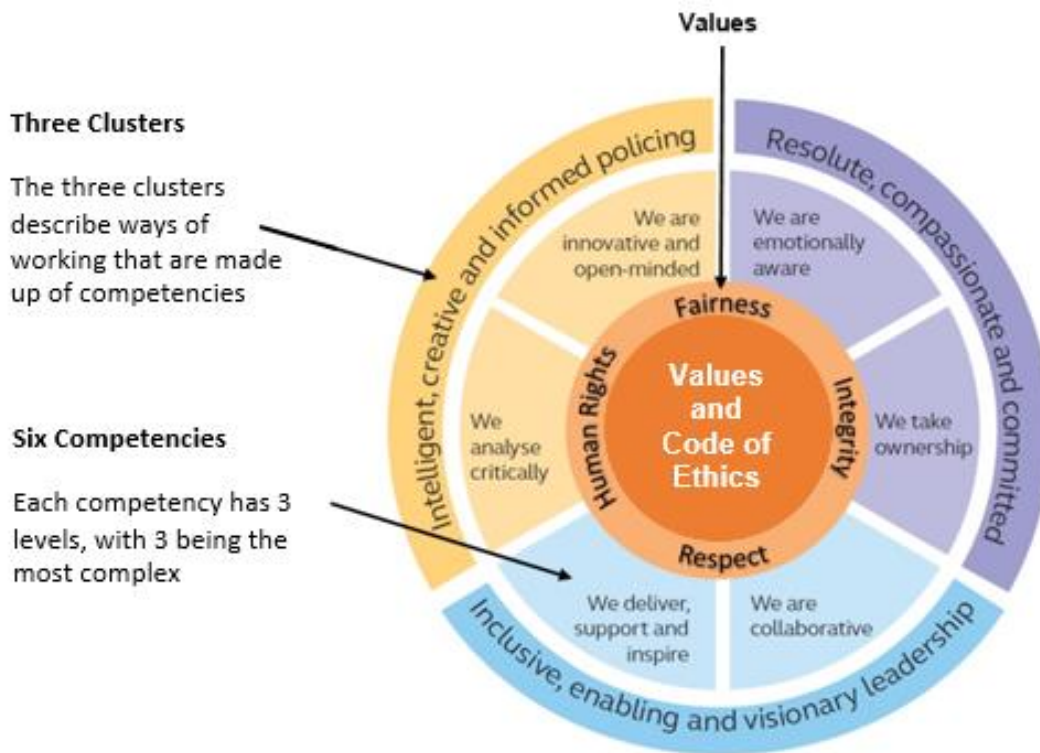 Values
Three Clusters
The three clusters
describe ways of
working that are made
up of competencies
Six Competencies
Each competency has 3
levels, with 3 being the
most complex
Intelligent, creative and informed policing
Resolute, compassionate and committed
Inclusive, enabling and visionary leadership
We are
innovative and
open-minded
We are
emotionally
aware
We
analyse
critically
We take
ownership
We deliver,
support and
inspire
We are
collaborative
Fairness
Integrity
Respect
Human Rights
Values
and
Code of
Ethics